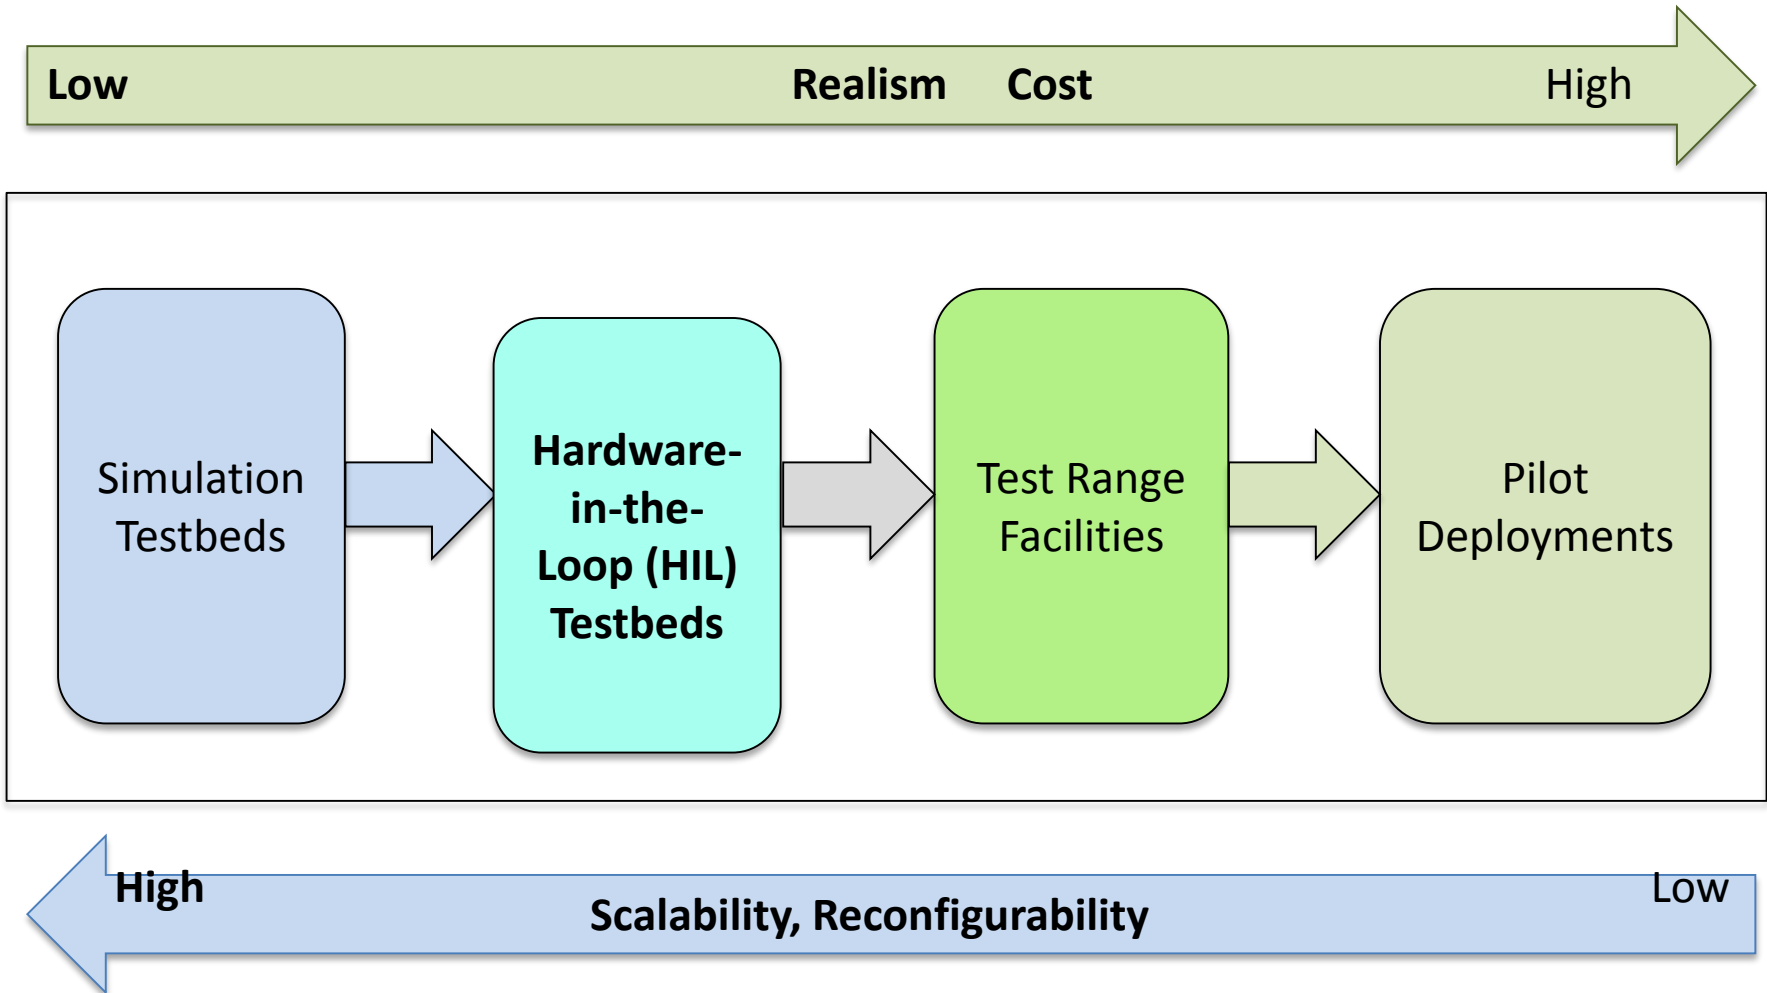 Low Realism Cost High
Simulation
Testbeds
Hardware-
in-the-
Loop (HIL)
Testbeds
Test Range
Facilities
Pilot
Deployments
High Scalability, Reconfigurability Low